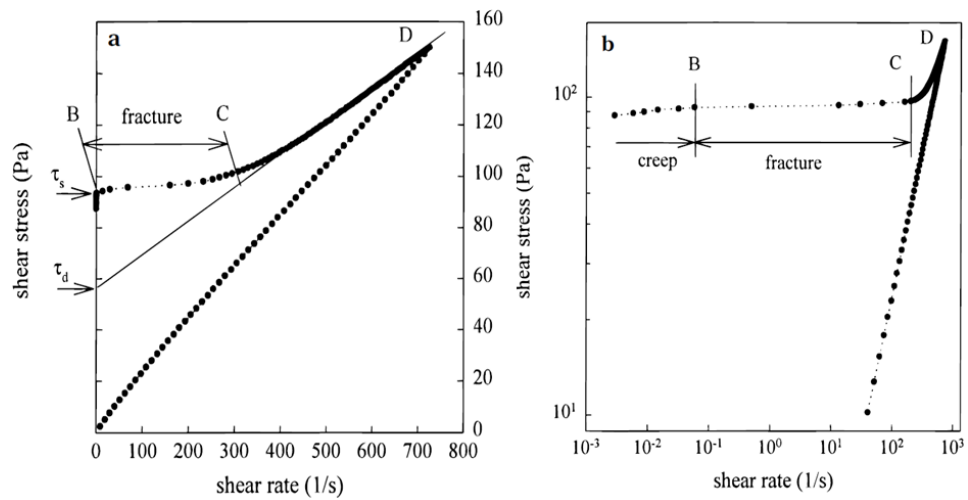 a
D
B
fracture
C
τs
τd
shear stress (Pa)
160
140
120
100
80
60
40
20
0
0 100 200 300 400 500 600 700 800
shear rate (1/s)
b
D
B
C
10²
creep
fracture
shear stress (Pa)
10¹
10⁻³ 10⁻² 10⁻¹ 10⁰ 10¹ 10² 10³
shear rate (1/s)